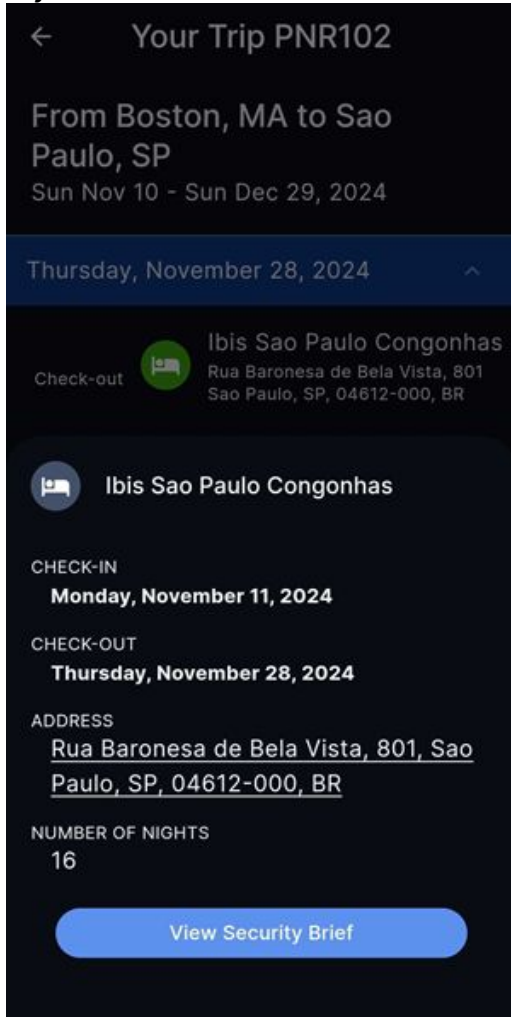 Your Trip PNR102
From Boston, MA to Sao
Paulo, SP
Sun Nov 10 - Sun Dec 29, 2024
Thursday, November 28, 2024
Ibis Sao Paulo Congonhas
Check-out
Rua Baronesa de Bela Vista, 801
Sao Paulo, SP, 04612-000, BR
Ibis Sao Paulo Congonhas
CHECK-IN
Monday, November 11, 2024
CHECK-OUT
Thursday, November 28, 2024
ADDRESS
Rua Baronesa de Bela Vista, 801, Sao
Paulo, SP, 04612-000, BR
NUMBER OF NIGHTS
16
View Security Brief